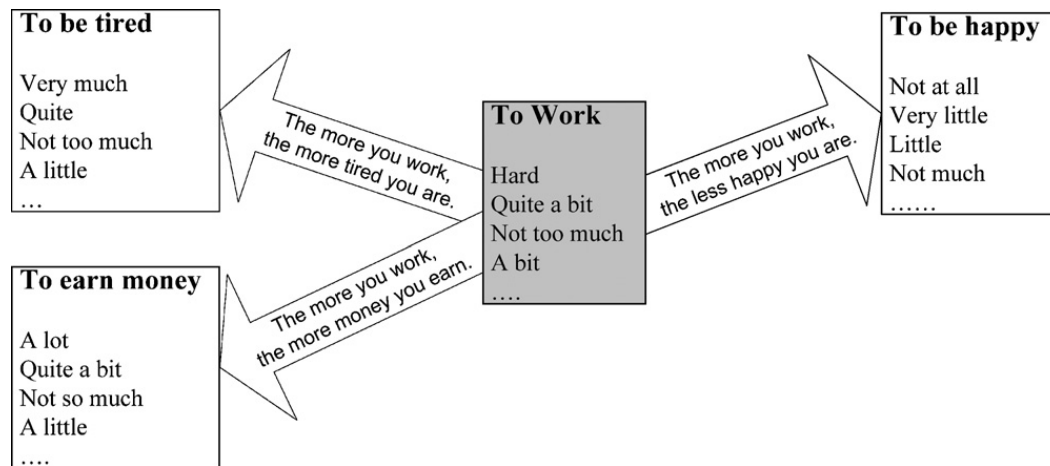 To be tired
Very much
Quite
Not too much
A little
…
The more you work,
the more tired you are.
To Work
Hard
Quite a bit
Not too much
A bit
….
The more you work,
the less happy you are.
To be happy
Not at all
Very little
Little
Not much
……
To earn money
A lot
Quite a bit
Not so much
A little
….
The more you work,
the more money you earn.